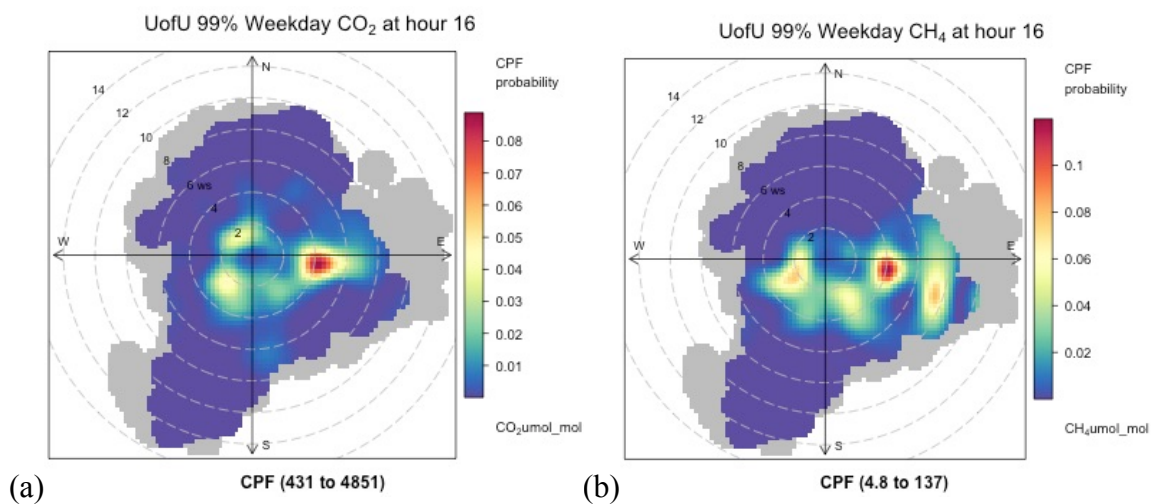 UofU 99% Weekday CO₂ at hour 16
CPF
probability
N
14
12
10
8
6 ws
4
2
W
E
S
0.08
0.07
0.06
0.05
0.04
0.03
0.02
0.01
CO₂umol_mol
CPF (431 to 4851)
(a)
UofU 99% Weekday CH₄ at hour 16
CPF
probability
N
14
12
10
8
6 ws
4
2
W
E
S
0.1
0.08
0.06
0.04
0.02
CH₄umol_mol
CPF (4.8 to 137)
(b)